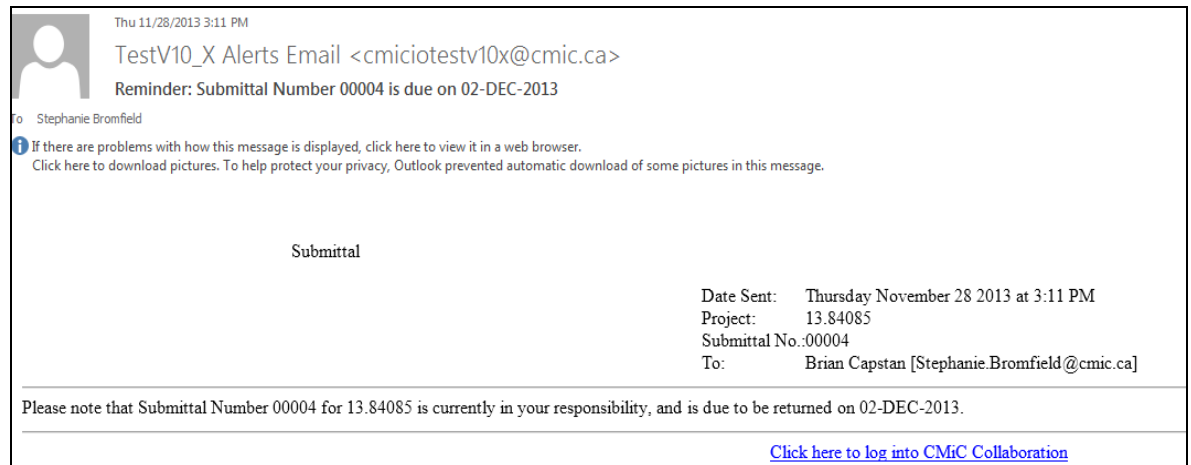 Thu 11/28/2013 3:11 PM
TestV10_X Alerts Email <cmiciotestv10x@cmic.ca>
Reminder: Submittal Number 00004 is due on 02-DEC-2013
To Stephanie Bromfield
If there are problems with how this message is displayed, click here to view it in a web browser.
Click here to download pictures. To help protect your privacy, Outlook prevented automatic download of some pictures in this message.
Submittal
Date Sent: Thursday November 28 2013 at 3:11 PM
Project: 13.84085
Submittal No.:00004
To: Brian Capstan [Stephanie.Bromfield@cmic.ca]
Please note that Submittal Number 00004 for 13.84085 is currently in your responsibility, and is due to be returned on 02-DEC-2013.
Click here to log into CMiC Collaboration